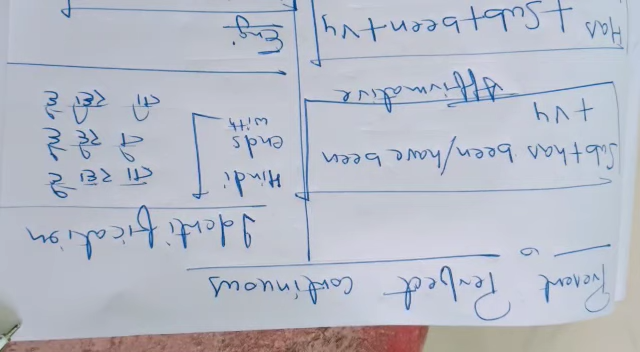 Present Perfect continuous
Identification
Sub+has been/have been
+ V4
Hindi
ends
with
ता रहा है
ते रहे हैं
ती रही
Affirmative
Eng.
Has + Sub + been + V4